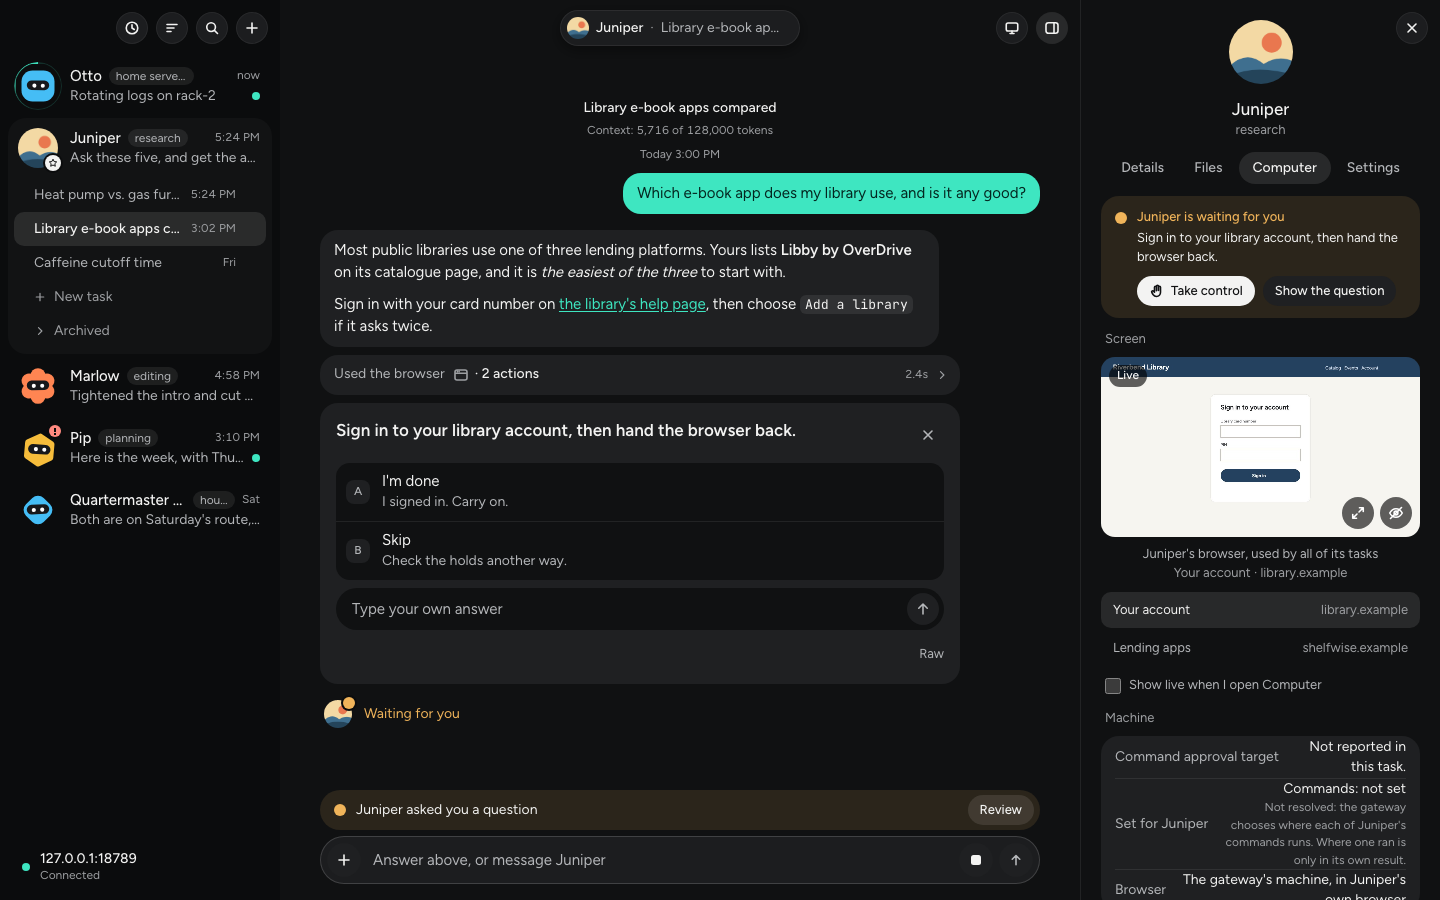 Otto home serve... now
Rotating logs on rack-2
Juniper research 5:24 PM
Ask these five, and get the a...
Heat pump vs. gas fur... 5:24 PM
Library e-book apps c... 3:02 PM
Caffeine cutoff time Fri
New task
Archived
Marlow editing 4:58 PM
Tightened the intro and cut ...
Pip planning 3:10 PM
Here is the week, with Thu...
Quartermaster ... hou... Sat
Both are on Saturday's route,...
127.0.0.1:18789
Connected
Juniper · Library e-book ap...
Library e-book apps compared
Context: 5,716 of 128,000 tokens
Today 3:00 PM
Which e-book app does my library use, and is it any good?
Most public libraries use one of three lending platforms. Yours lists Libby by OverDrive
on its catalogue page, and it is the easiest of the three to start with.
Sign in with your card number on the library's help page, then choose Add a library
if it asks twice.
Used the browser · 2 actions 2.4s
Sign in to your library account, then hand the browser back.
A I'm done
I signed in. Carry on.
B Skip
Check the holds another way.
Type your own answer
Raw
Waiting for you
Juniper asked you a question Review
Answer above, or message Juniper
Juniper
research
Details Files Computer Settings
Juniper is waiting for you
Sign in to your library account, then hand the
browser back.
Take control Show the question
Screen
Library Catalog Events Account
Live
Sign in to your account
Library card number
PIN
Sign in
Juniper's browser, used by all of its tasks
Your account · library.example
Your account library.example
Lending apps shelfwise.example
Show live when I open Computer
Machine
Command approval target Not reported in
this task.
Set for Juniper Commands: not set
Not resolved: the gateway
chooses where each of Juniper's
commands runs. Where one ran is
only in its own result.
Browser The gateway's machine, in Juniper's
own browser